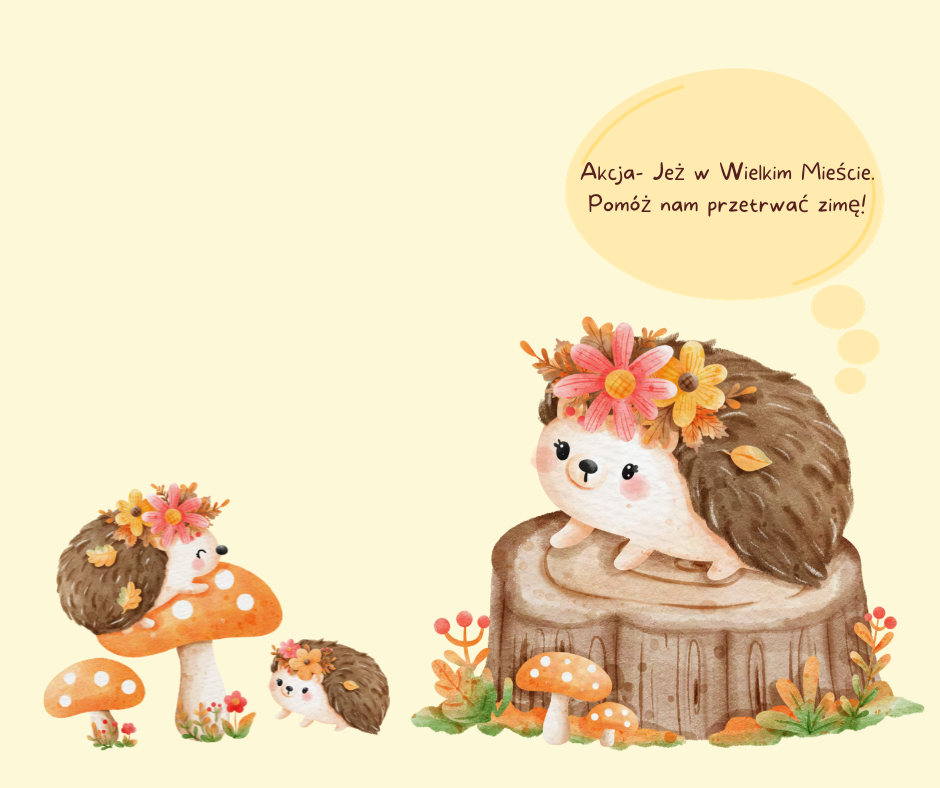 Akcja- Jeż w Wielkim Mieście.
Pomóż nam przetrwać zimę!